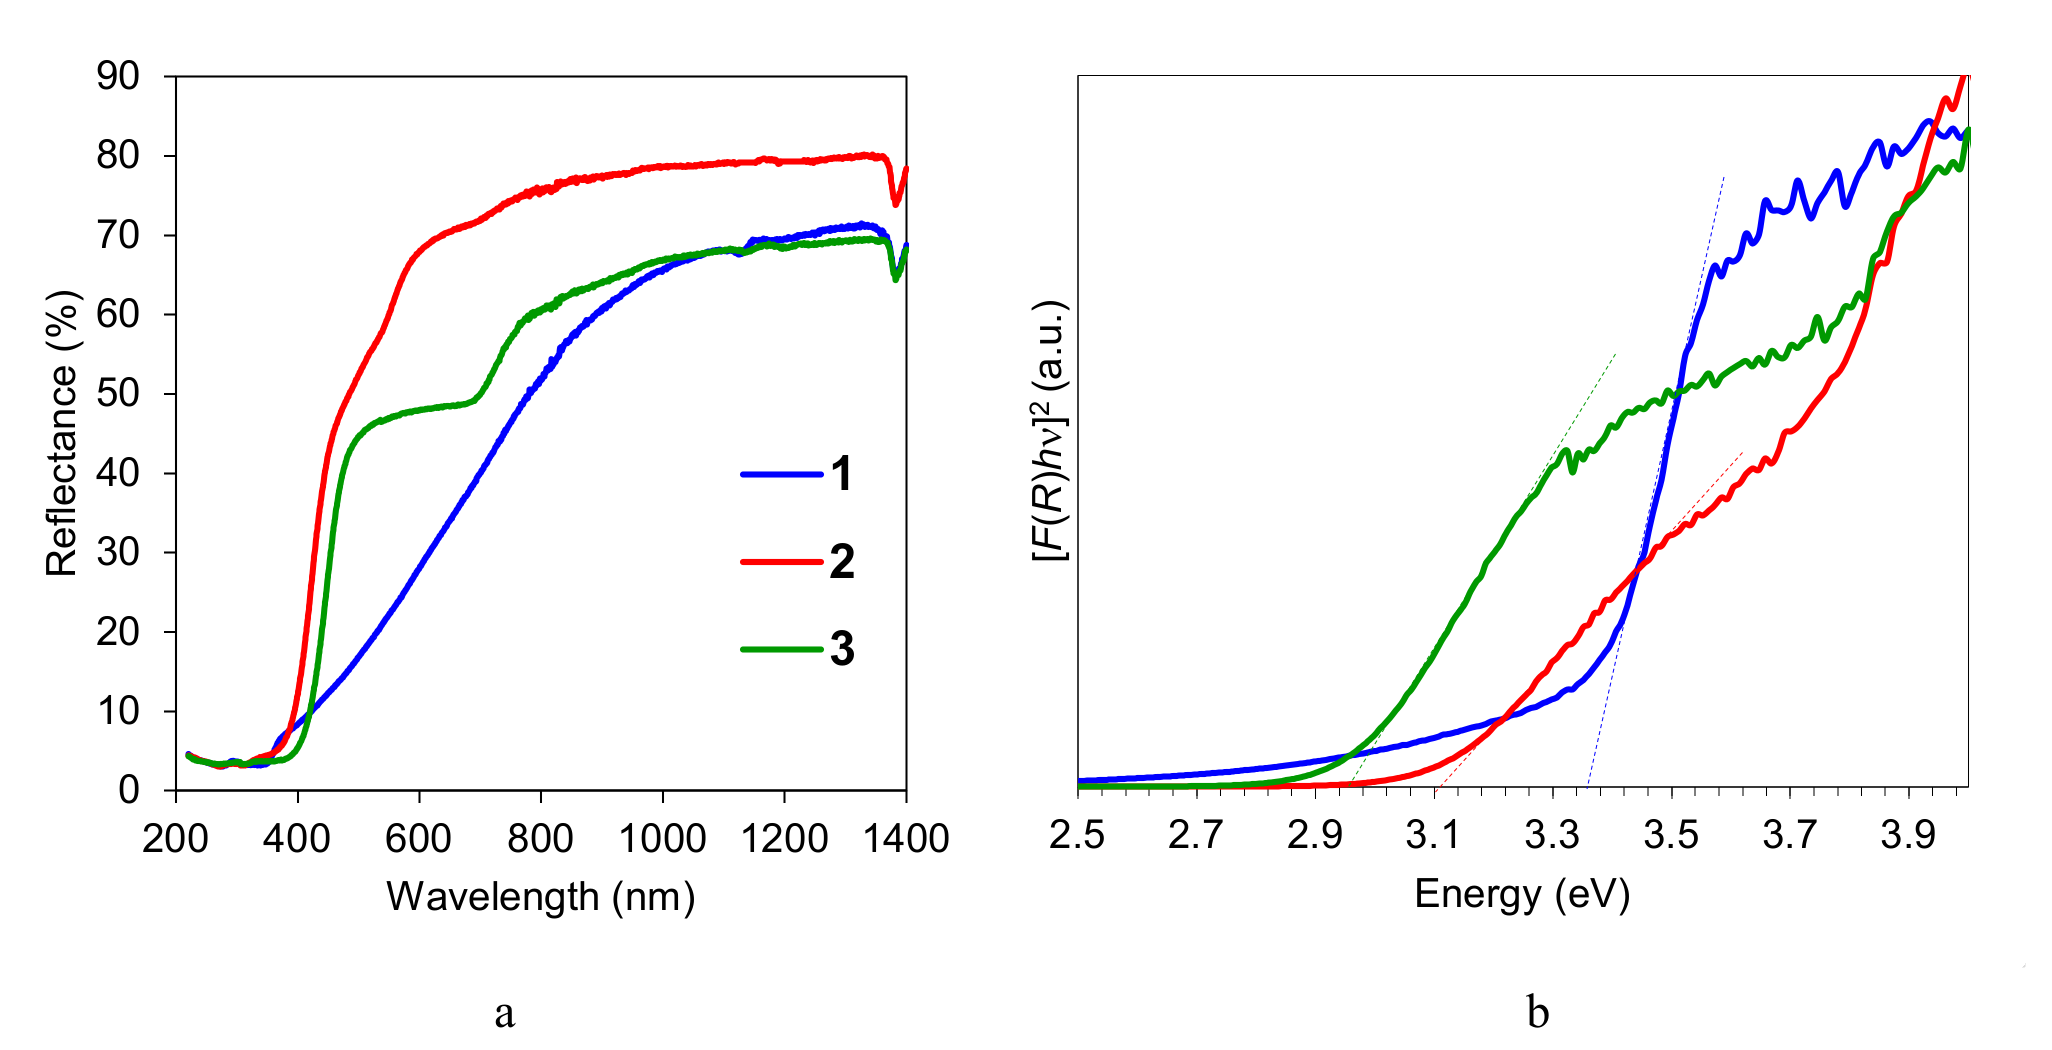 90
80
70
60
50
40
30
20
10
0
Reflectance (%)
200 400 600 800 1000 1200 1400
Wavelength (nm)
1
2
3
a
[F(R)hν]² (a.u.)
2.5 2.7 2.9 3.1 3.3 3.5 3.7 3.9
Energy (eV)
b